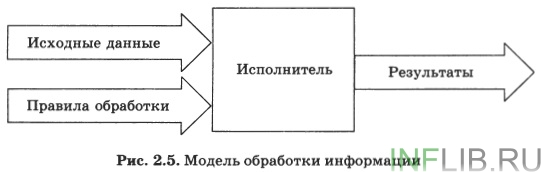 Исходные данные
Правила обработки
Исполнитель
Результаты
Рис. 2.5. Модель обработки информации
INFLIB.RU